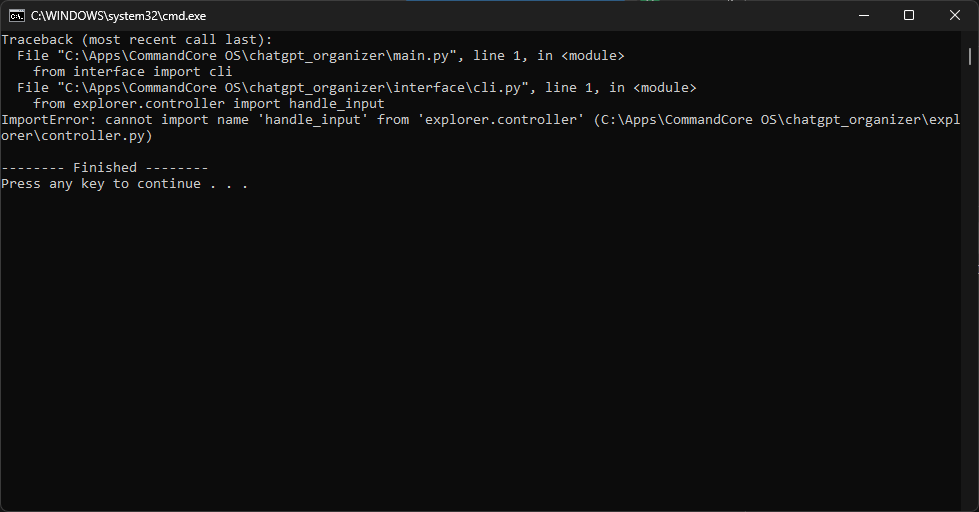 C:\WINDOWS\system32\cmd.exe
Traceback (most recent call last):
  File "C:\Apps\CommandCore OS\chatgpt_organizer\main.py", line 1, in <module>
    from interface import cli
  File "C:\Apps\CommandCore OS\chatgpt_organizer\interface\cli.py", line 1, in <module>
    from explorer.controller import handle_input
ImportError: cannot import name 'handle_input' from 'explorer.controller' (C:\Apps\CommandCore OS\chatgpt_organizer\expl
orer\controller.py)
-------- Finished --------
Press any key to continue . . .